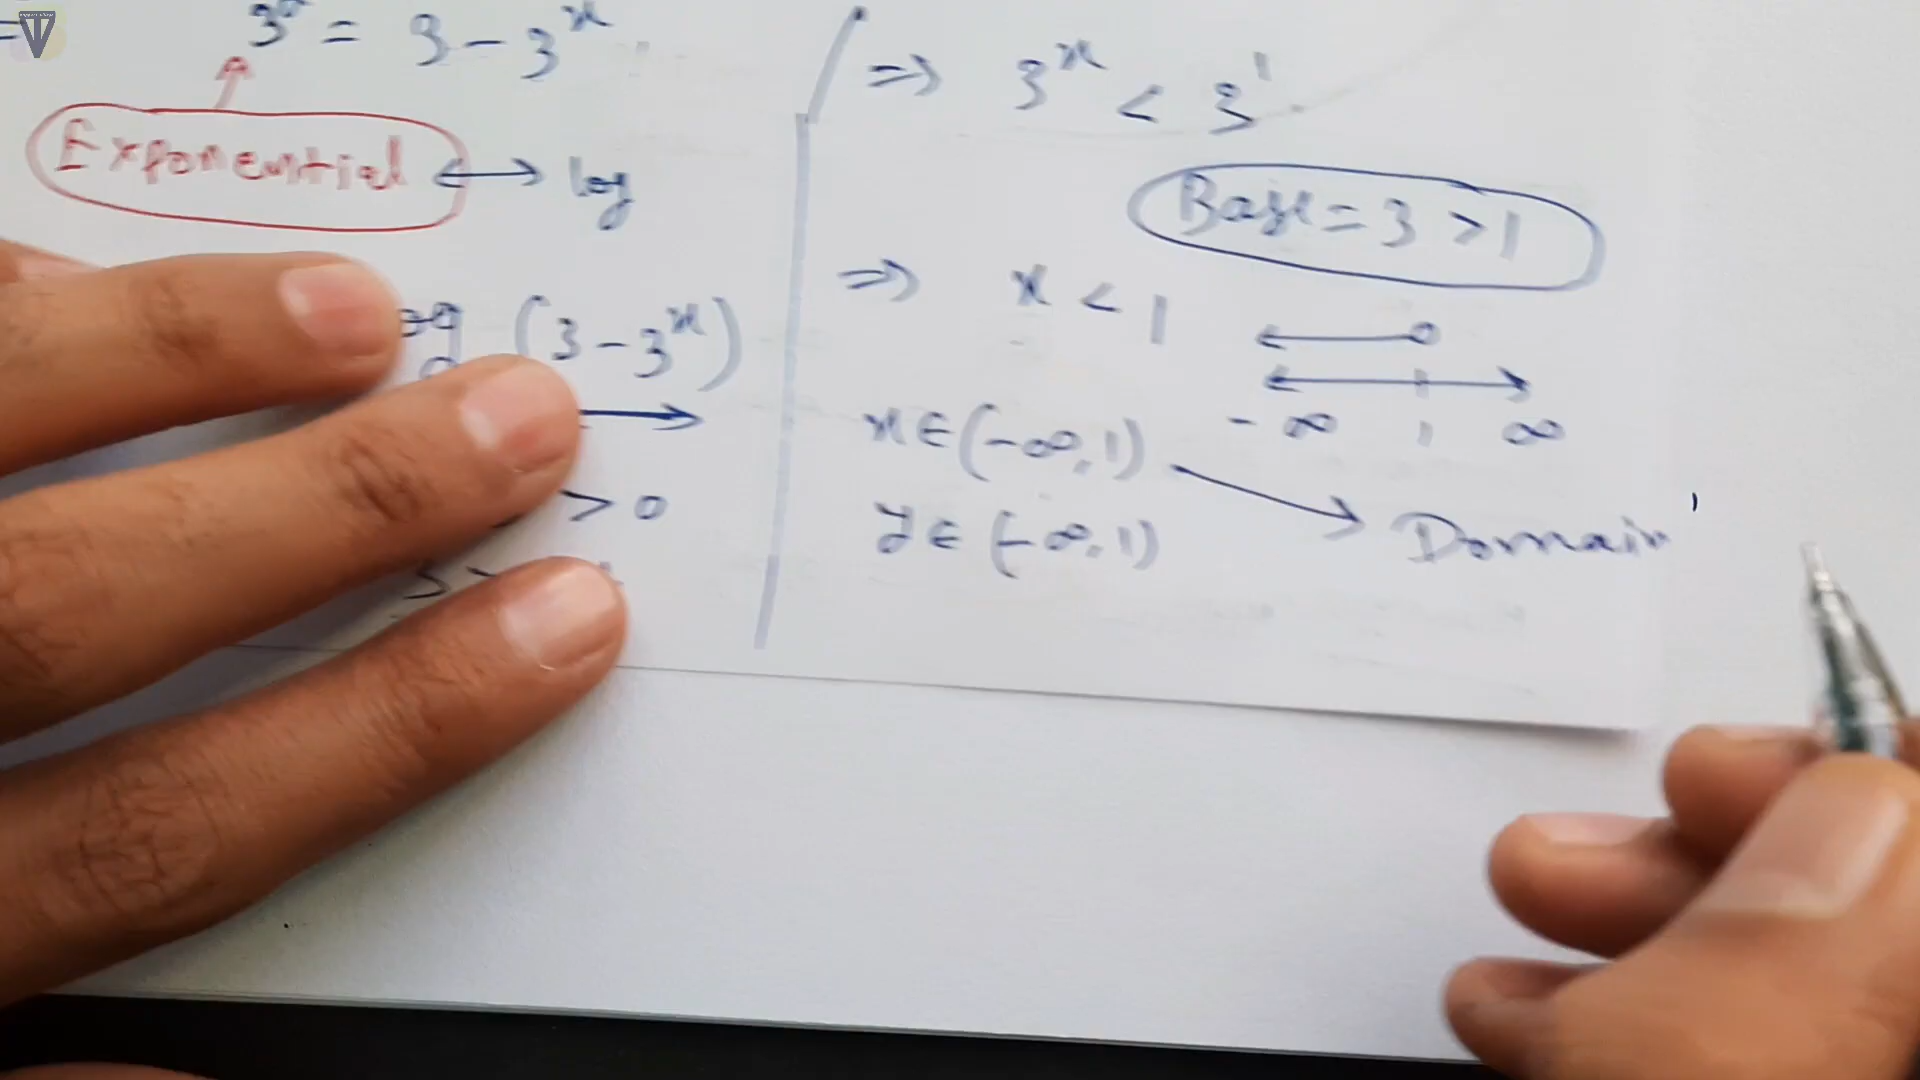 = 3^y = 3 - 3^x
Exponential ↔ log
(3 - 3^x)
> 0
⇒ 3^x < 3^1
Base = 3 > 1
⇒ x < 1
-∞ 1 ∞
x ∈ (-∞, 1) → Domain
y ∈ (-∞, 1)